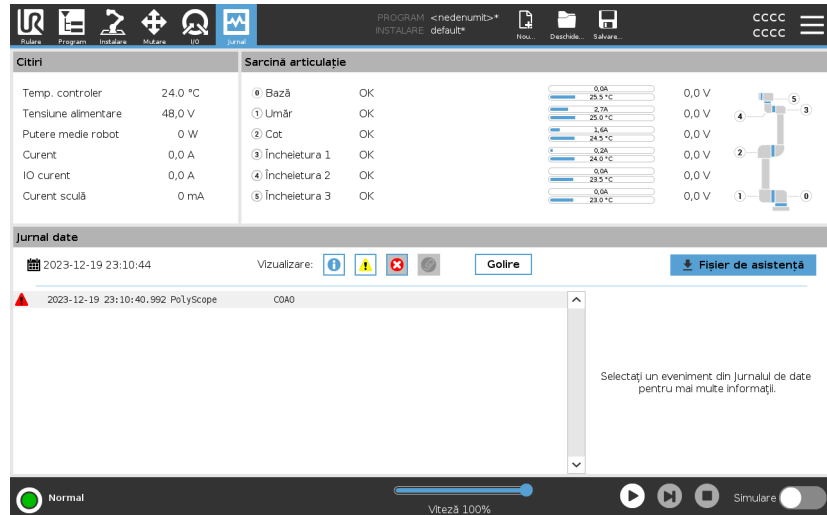 PROGRAM <nedenumit>*
INSTALARE default*
CCCC
CCCC
Rulare Program Instalare Mutare I/O Jurnal Nou... Deschide... Salvare...
Citiri
Temp. controler 24.0 °C
Tensiune alimentare 48,0 V
Putere medie robot 0 W
Curent 0,0 A
IO curent 0,0 A
Curent sculă 0 mA
Sarcină articulație
0 Bază OK 0,0A 25.5 °C 0,0 V
1 Umăr OK 2,7A 25.0 °C 0,0 V
2 Cot OK 1,6A 24.5 °C 0,0 V
3 Încheietura 1 OK 0,2A 24.0 °C 0,0 V
4 Încheietura 2 OK 0,0A 23.5 °C 0,0 V
5 Încheietura 3 OK 0,0A 23.0 °C 0,0 V
5
4 3
2
1 0
Jurnal date
2023-12-19 23:10:44 Vizualizare: Golire Fișier de asistență
2023-12-19 23:10:40.992 PolyScope C0A0
Selectați un eveniment din Jurnalul de date
pentru mai multe informații.
Normal
Viteză 100%
Simulare